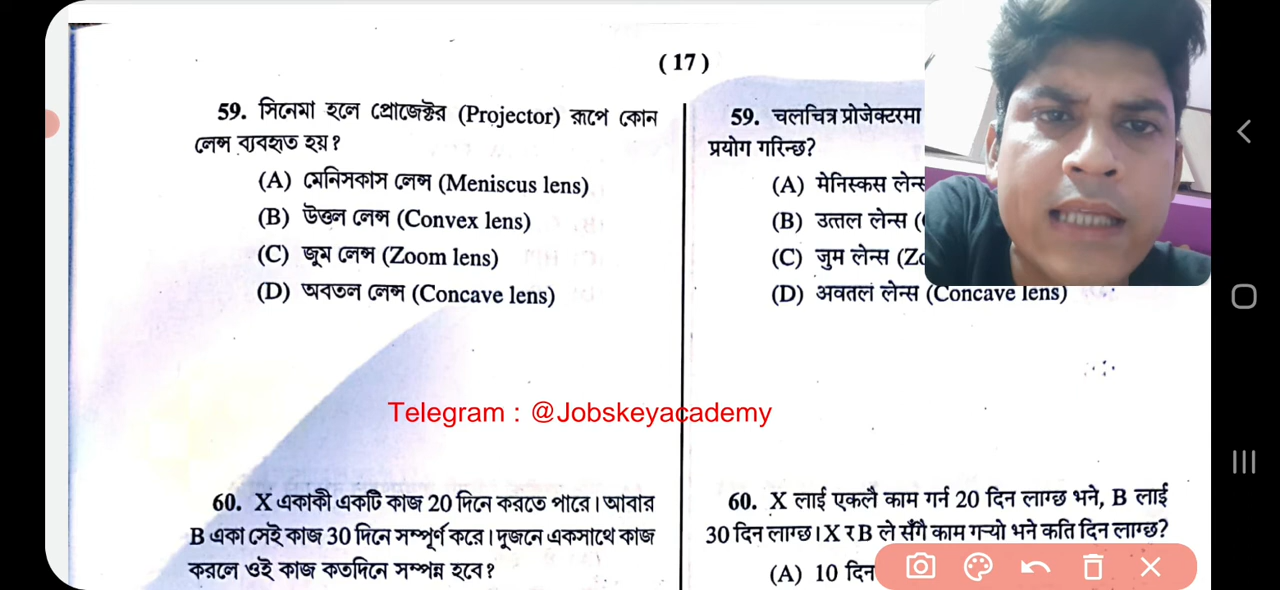 (17)
59. সিনেমা হলে প্রোজেক্টর (Projector) রূপে কোন
লেন্স ব্যবহৃত হয়?
(A) মেনিসকাস লেন্স (Meniscus lens)
(B) উত্তল লেন্স (Convex lens)
(C) জুম লেন্স (Zoom lens)
(D) অবতল লেন্স (Concave lens)
59. चलचित्र प्रोजेक्टरमा
प्रयोग गरिन्छ?
(A) मेनिस्कस लेन्स
(B) उत्तल लेन्स (
(C) जुम लेन्स (Zo
(D) अवतल लेन्स (Concave lens)
Telegram : @Jobskeyacademy
60. X একাকী একটি কাজ 20 দিনে করতে পারে। আবার
B একা সেই কাজ 30 দিনে সম্পূর্ণ করে। দুজনে একসাথে কাজ
করলে ওই কাজ কতদিনে সম্পন্ন হবে?
60. X लाई एकलै काम गर्न 20 दिन लाग्छ भने, B लाई
30 दिन लाग्छ। X र B ले सँगै काम गऱ्यो भने कति दिन लाग्छ?
(A) 10 दिन